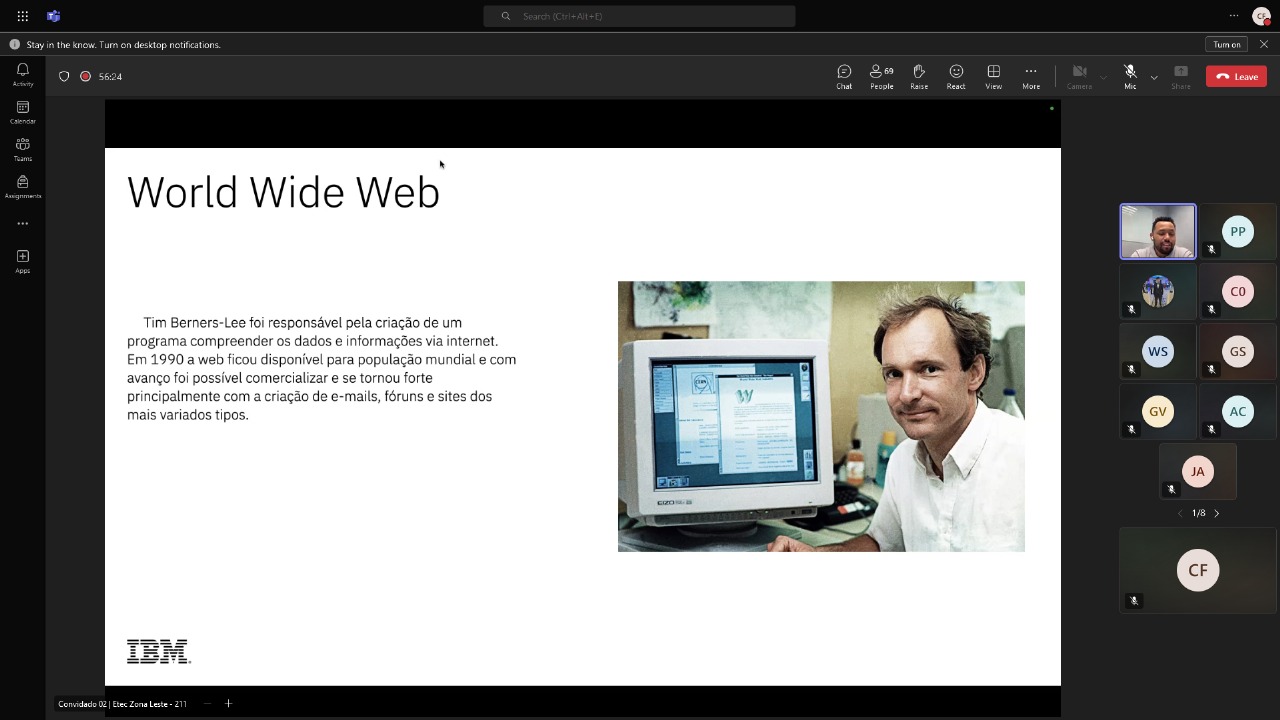 Search (Ctrl+Alt+E)
CF
Stay in the know. Turn on desktop notifications.
Turn on
Activity
Calendar
Teams
Assignments
Apps
56:24
Chat
69
People
Raise
React
View
More
Camera
Mic
Share
Leave
World Wide Web
Tim Berners-Lee foi responsável pela criação de um
programa compreender os dados e informações via internet.
Em 1990 a web ficou disponível para população mundial e com
avanço foi possível comercializar e se tornou forte
principalmente com a criação de e-mails, fóruns e sites dos
mais variados tipos.
CERN
W
EIZO
IBM
PP
C0
WS
GS
GV
AC
JA
1/8
CF
Convidado 02 | Etec Zona Leste - 211